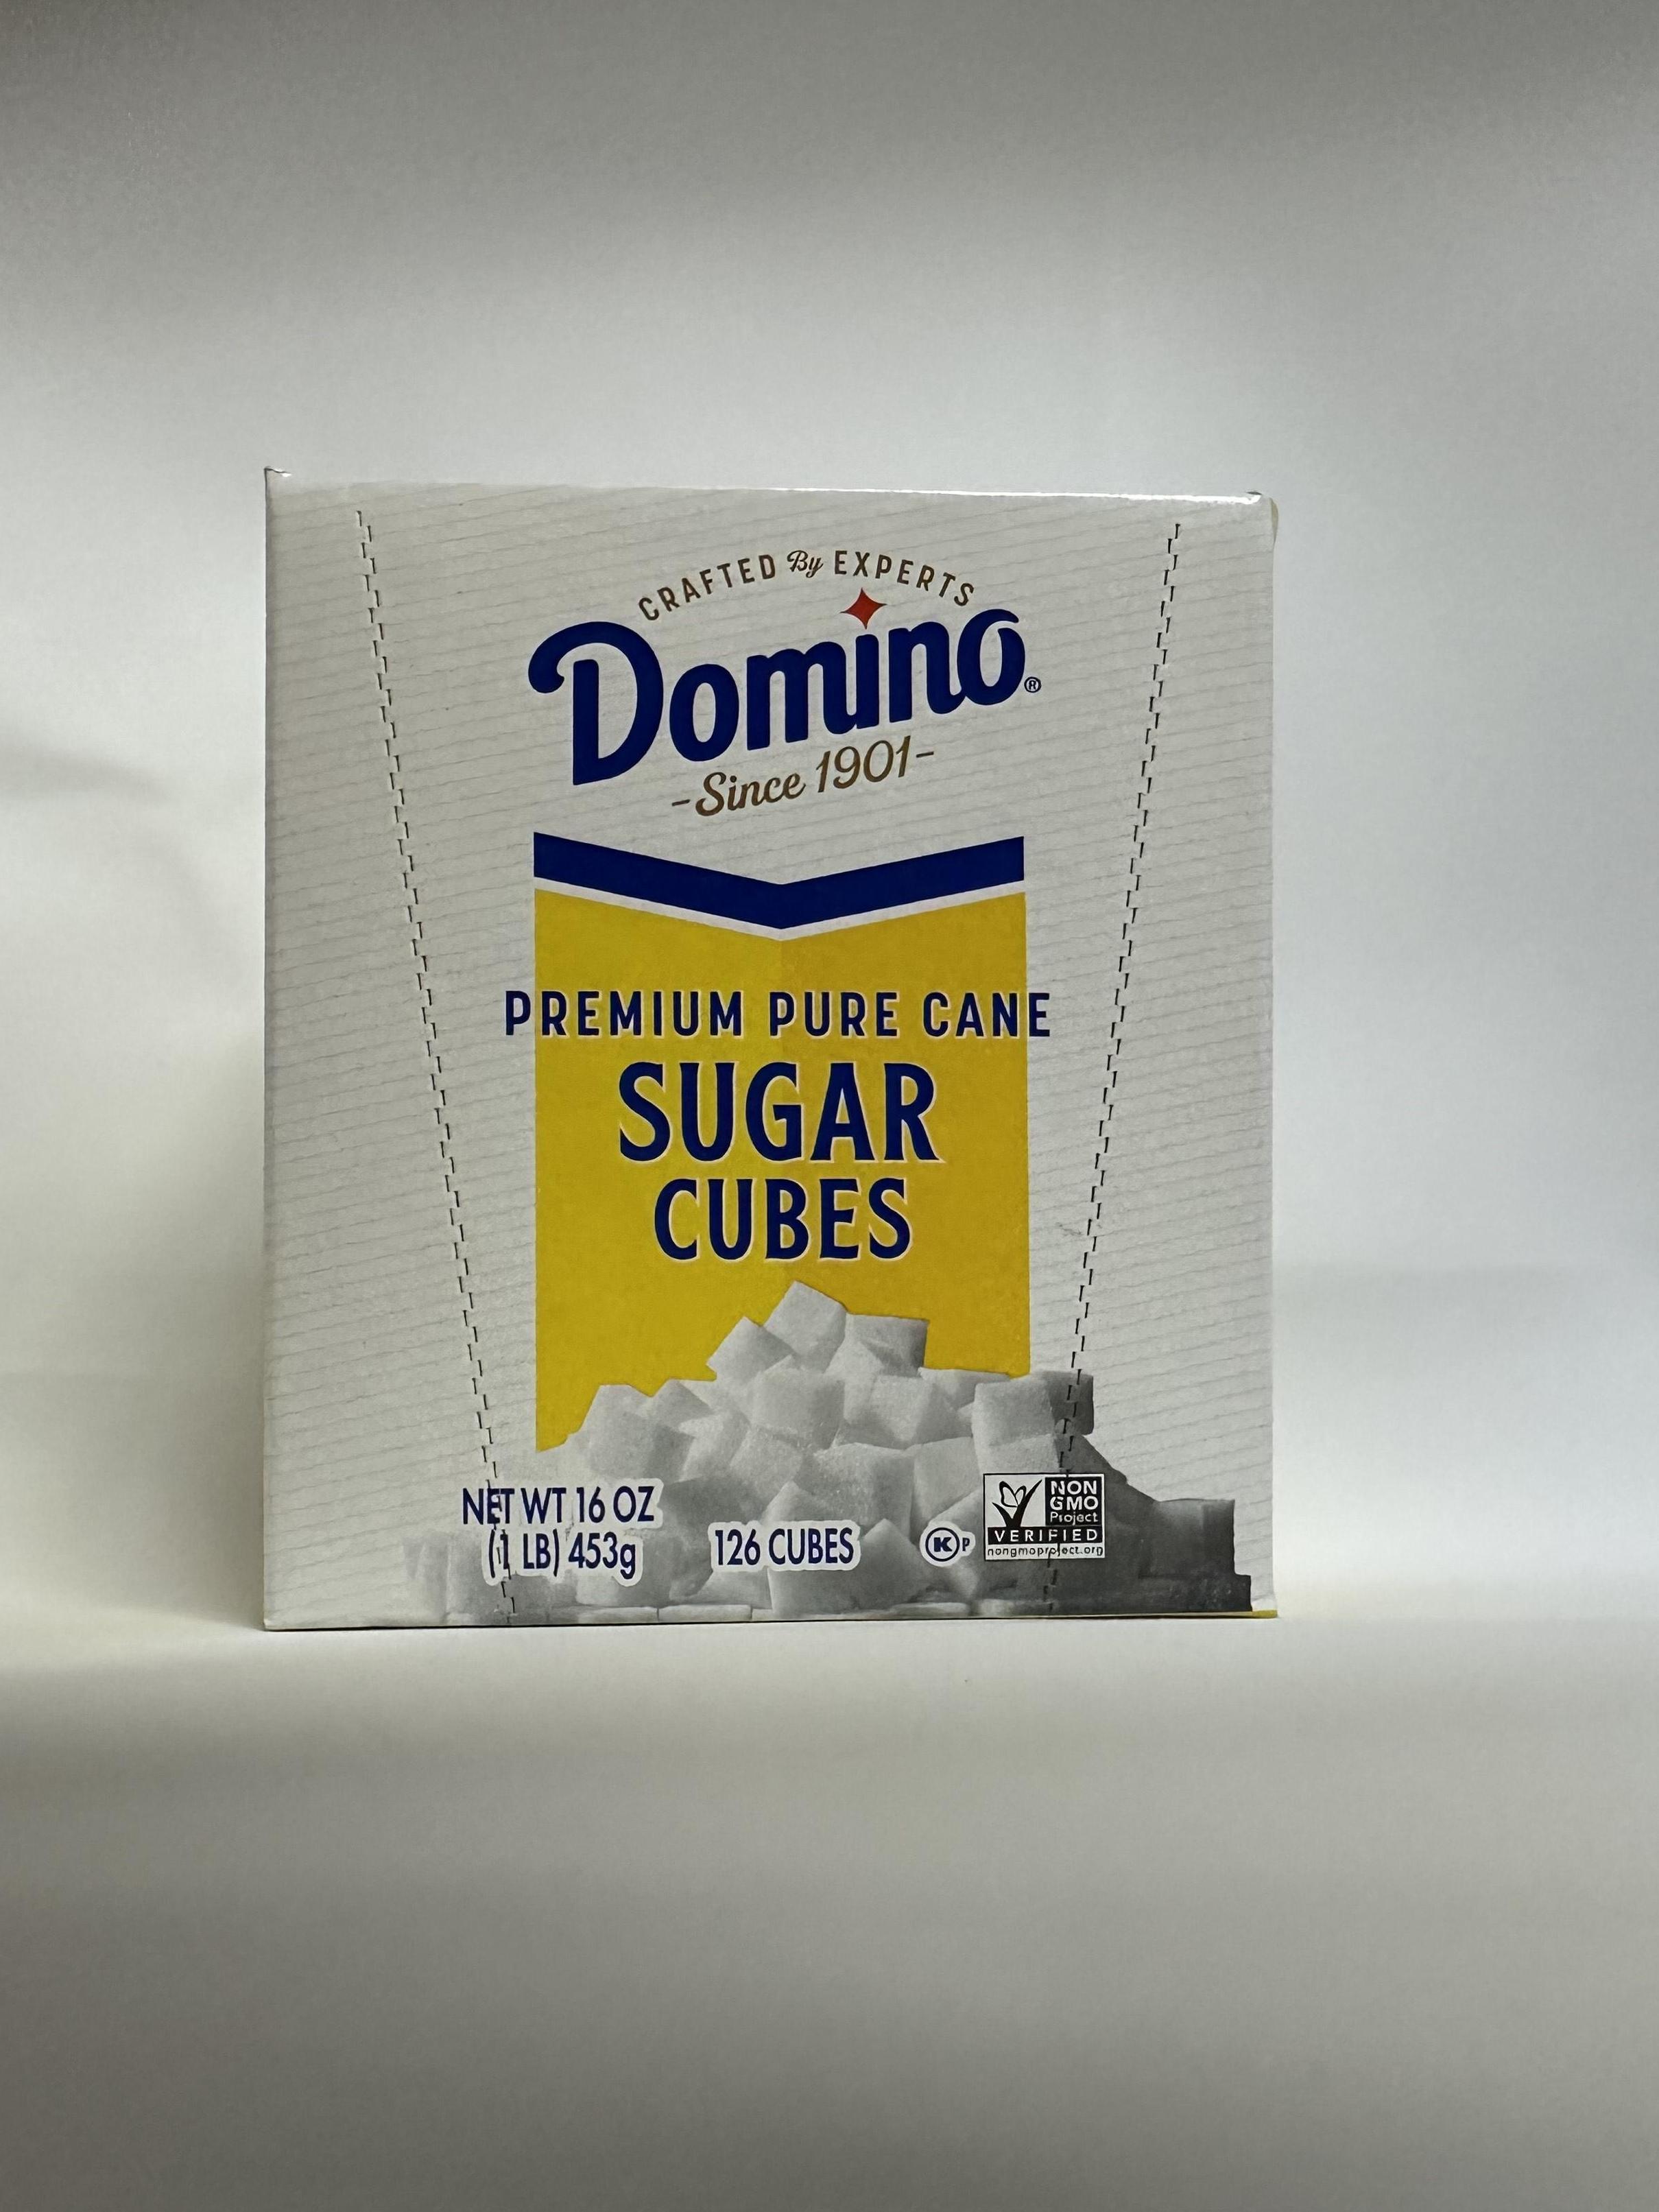 CRAFTED By EXPERTS
Domino®
-Since 1901-
PREMIUM PURE CANE
SUGAR
CUBES
NET WT 16 OZ
(1 LB) 453g
126 CUBES
K P
NON
GMO
Project
VERIFIED
nongmoproject.org